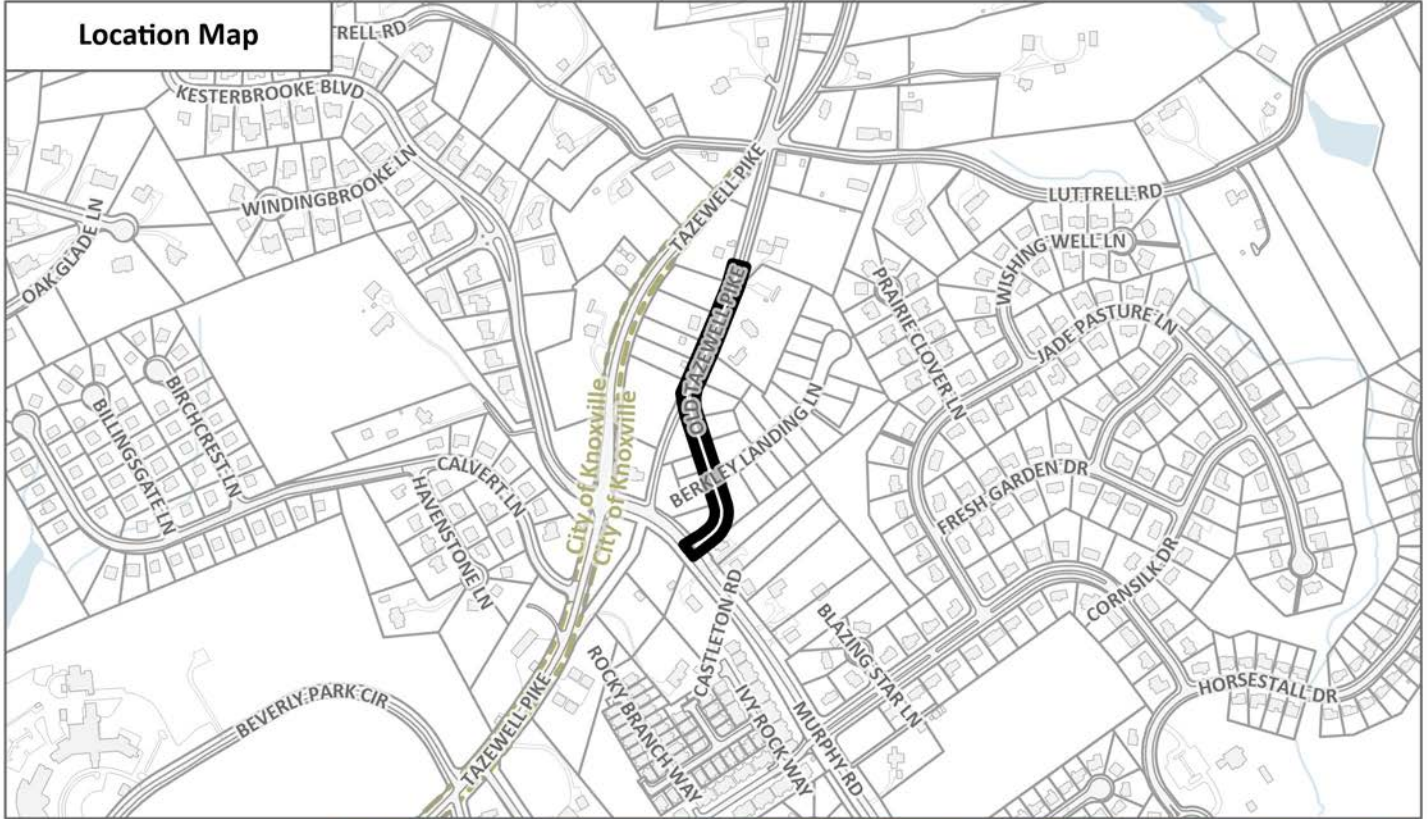 Location Map
TRELL RD
KESTERBROOKE BLVD
WINDINGBROOKE LN
OAK GLADE LN
TAZEWELL PIKE
LUTTRELL RD
WISHING WELL LN
PRAIRIE CLOVER LN
JADE PASTURE LN
OLD TAZEWELL PIKE
BIRCHCREST LN
BILLINGSGATE LN
CALVERT LN
HAVENSTONE LN
City of Knoxville
City of Knoxville
BERKLEY LANDING LN
FRESH GARDEN DR
CORNSILK DR
CASTLETON RD
BLAZING STAR LN
ROCKY BRANCH WAY
IVY ROCK WAY
MURPHY RD
HORSESTALL DR
BEVERLY PARK CIR
TAZEWELL PIKE